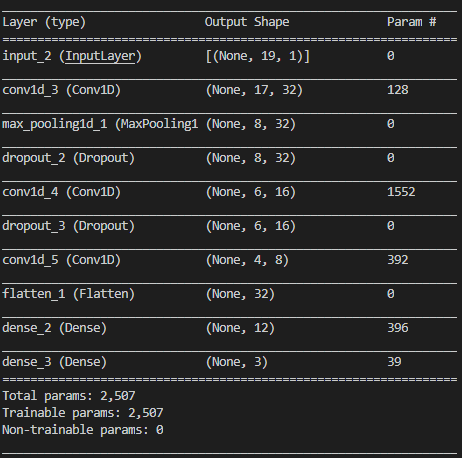 Layer (type) Output Shape Param #
=================================================================
input_2 (InputLayer) [(None, 19, 1)] 0
conv1d_3 (Conv1D) (None, 17, 32) 128
max_pooling1d_1 (MaxPooling1 (None, 8, 32) 0
dropout_2 (Dropout) (None, 8, 32) 0
conv1d_4 (Conv1D) (None, 6, 16) 1552
dropout_3 (Dropout) (None, 6, 16) 0
conv1d_5 (Conv1D) (None, 4, 8) 392
flatten_1 (Flatten) (None, 32) 0
dense_2 (Dense) (None, 12) 396
dense_3 (Dense) (None, 3) 39
=================================================================
Total params: 2,507
Trainable params: 2,507
Non-trainable params: 0